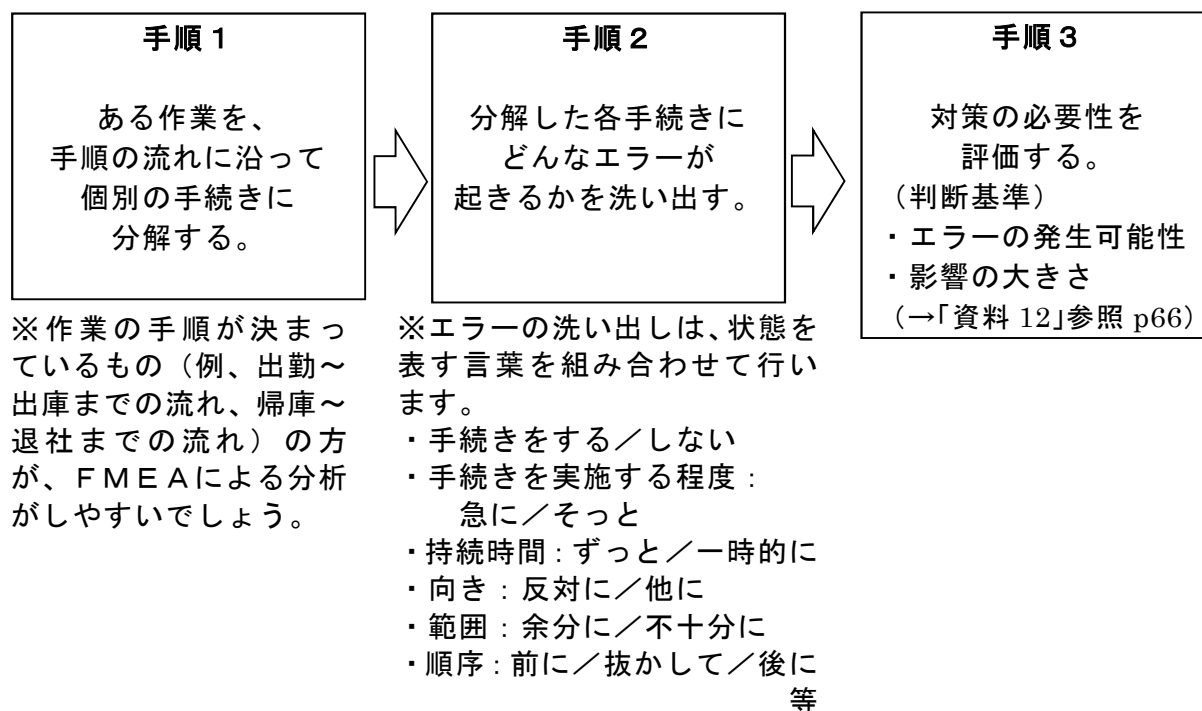 手順1
ある作業を、
手順の流れに沿って
個別の手続きに
分解する。
※作業の手順が決まっ
ているもの(例、出勤～
出庫までの流れ、帰庫～
退社までの流れ)の方
が、FMEAによる分析
がしやすいでしょう。
手順2
分解した各手続きに
どんなエラーが
起きるかを洗い出す。
※エラーの洗い出しは、状態を
表す言葉を組み合わせて行い
ます。
・手続きをする／しない
・手続きを実施する程度：
急に／そっと
・持続時間：ずっと／一時的に
・向き：反対に／他に
・範囲：余分に／不十分に
・順序：前に／抜かして／後に
等
手順3
対策の必要性を
評価する。
（判断基準）
・エラーの発生可能性
・影響の大きさ
（→「資料 12」参照 p66）